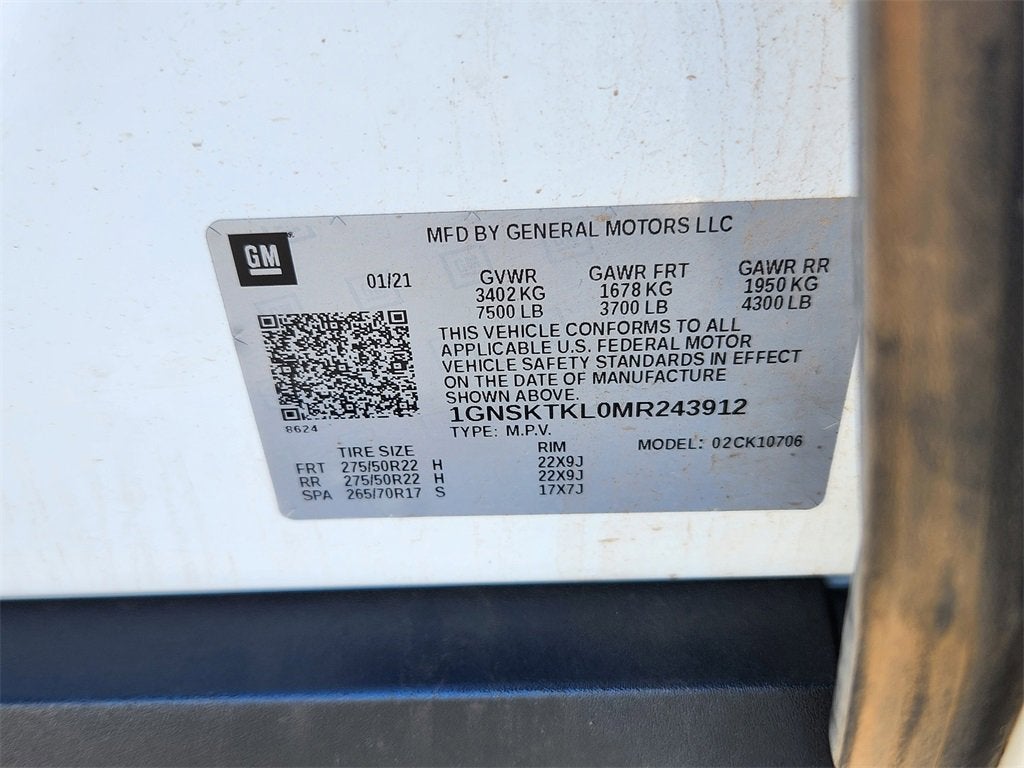 GM
MFD BY GENERAL MOTORS LLC
01/21
GVWR GAWR FRT GAWR RR
3402 KG 1678 KG 1950 KG
7500 LB 3700 LB 4300 LB
THIS VEHICLE CONFORMS TO ALL
APPLICABLE U.S. FEDERAL MOTOR
VEHICLE SAFETY STANDARDS IN EFFECT
ON THE DATE OF MANUFACTURE
SHOWN ABOVE.
1GNSKTKL0MR243912
8624
TYPE: M.P.V.
MODEL: 02CK10706
TIRE SIZE RIM
FRT 275/50R22 H 22X9J
RR 275/50R22 H 22X9J
SPA 265/70R17 S 17X7J